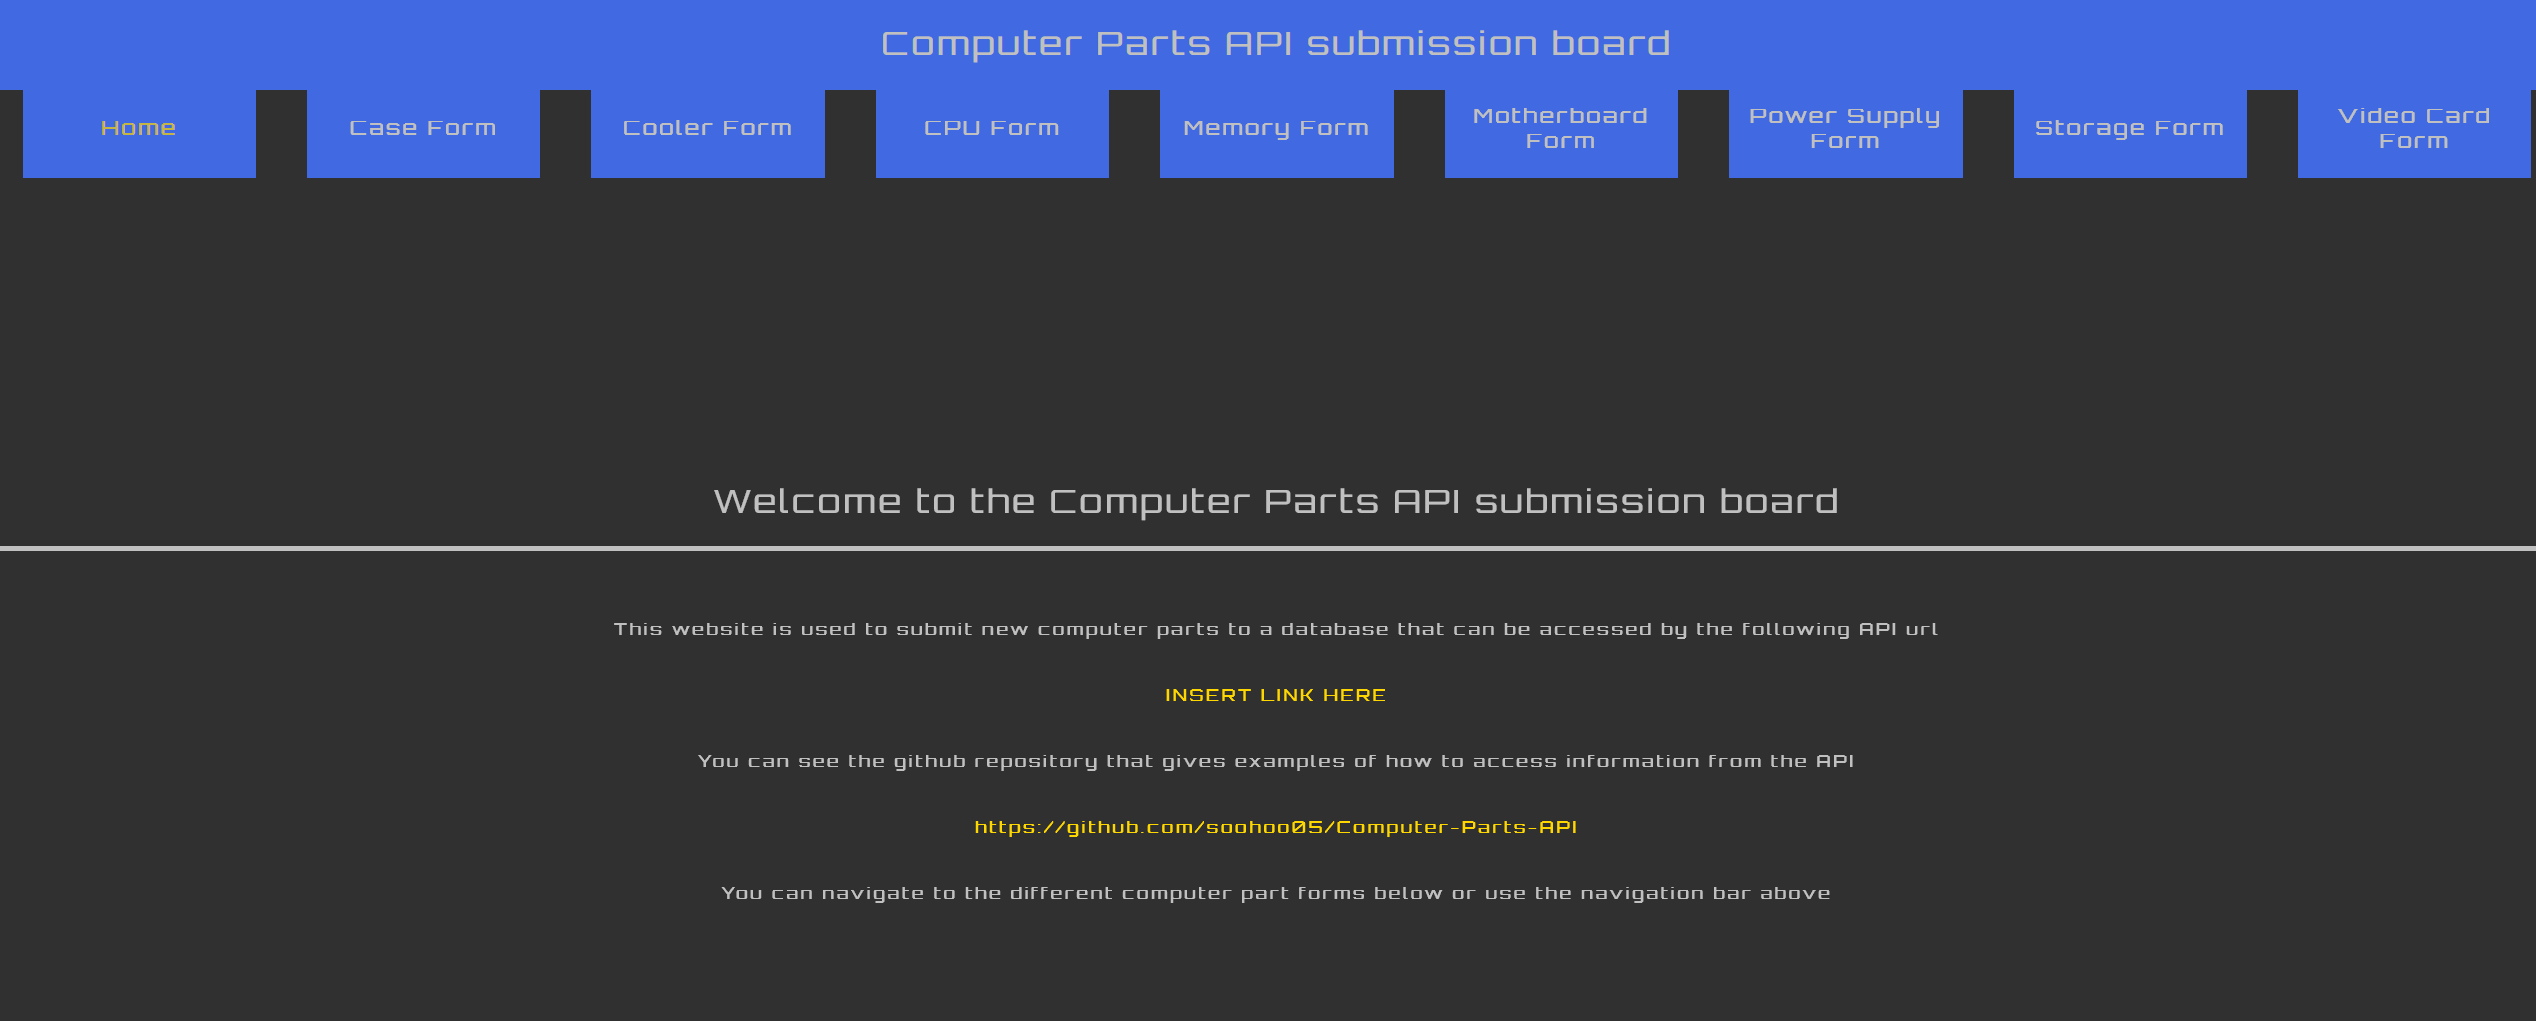 Computer Parts API submission board
Home
Case Form
Cooler Form
CPU Form
Memory Form
Motherboard
Form
Power Supply
Form
Storage Form
Video Card
Form
Welcome to the Computer Parts API submission board
This website is used to submit new computer parts to a database that can be accessed by the following API url
INSERT LINK HERE
You can see the github repository that gives examples of how to access information from the API
https://github.com/soohoo05/Computer-Parts-API
You can navigate to the different computer part forms below or use the navigation bar above